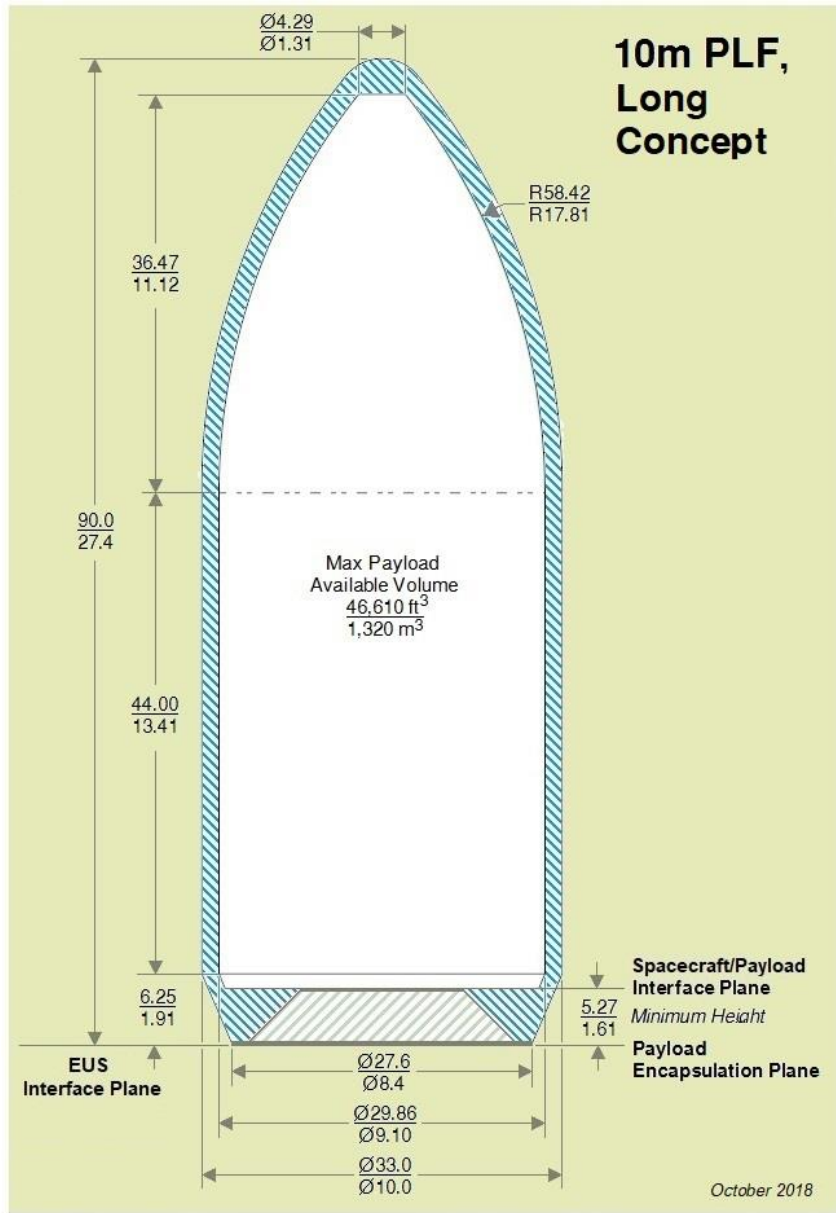 Ø4.29
Ø1.31
10m PLF,
Long
Concept
R58.42
R17.81
36.47
11.12
90.0
27.4
Max Payload
Available Volume
46,610 ft³
1,320 m³
44.00
13.41
6.25
1.91
Spacecraft/Payload
Interface Plane
5.27
1.61
Minimum Height
Payload
Encapsulation Plane
EUS
Interface Plane
Ø27.6
Ø8.4
Ø29.86
Ø9.10
Ø33.0
Ø10.0
October 2018